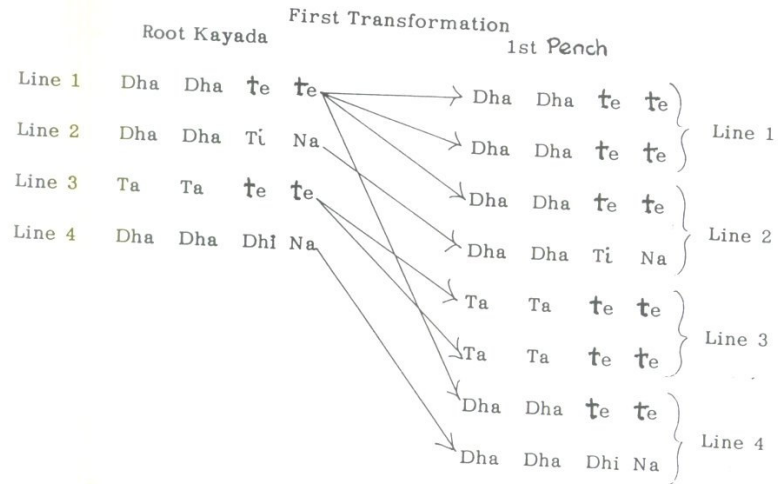 First Transformation
Root Kayada
1st Pench
Line 1 Dha Dha te te
Line 2 Dha Dha Ti Na
Line 3 Ta Ta te te
Line 4 Dha Dha Dhi Na
Dha Dha te te
Dha Dha te te
Line 1
Dha Dha te te
Dha Dha Ti Na
Line 2
Ta Ta te te
Ta Ta te te
Line 3
Dha Dha te te
Dha Dha Dhi Na
Line 4